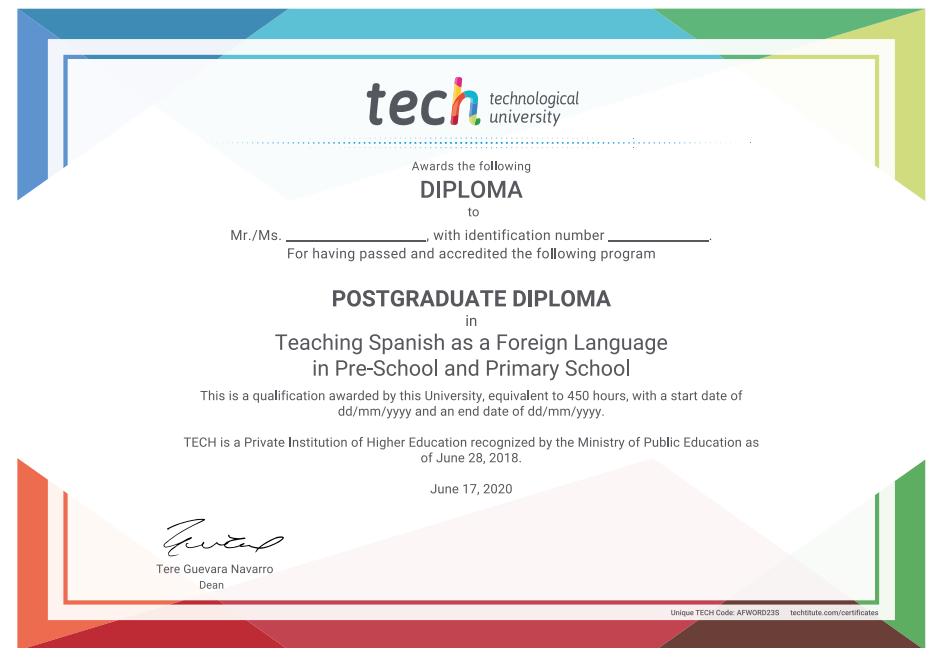 tech technological
university
Awards the following
DIPLOMA
to
Mr./Ms. ____________________, with identification number ______________.
For having passed and accredited the following program
POSTGRADUATE DIPLOMA
in
Teaching Spanish as a Foreign Language
in Pre-School and Primary School
This is a qualification awarded by this University, equivalent to 450 hours, with a start date of
dd/mm/yyyy and an end date of dd/mm/yyyy.
TECH is a Private Institution of Higher Education recognized by the Ministry of Public Education as
of June 28, 2018.
June 17, 2020
Tere Guevara Navarro
Dean
Unique TECH Code: AFWORD23S techtitute.com/certificates